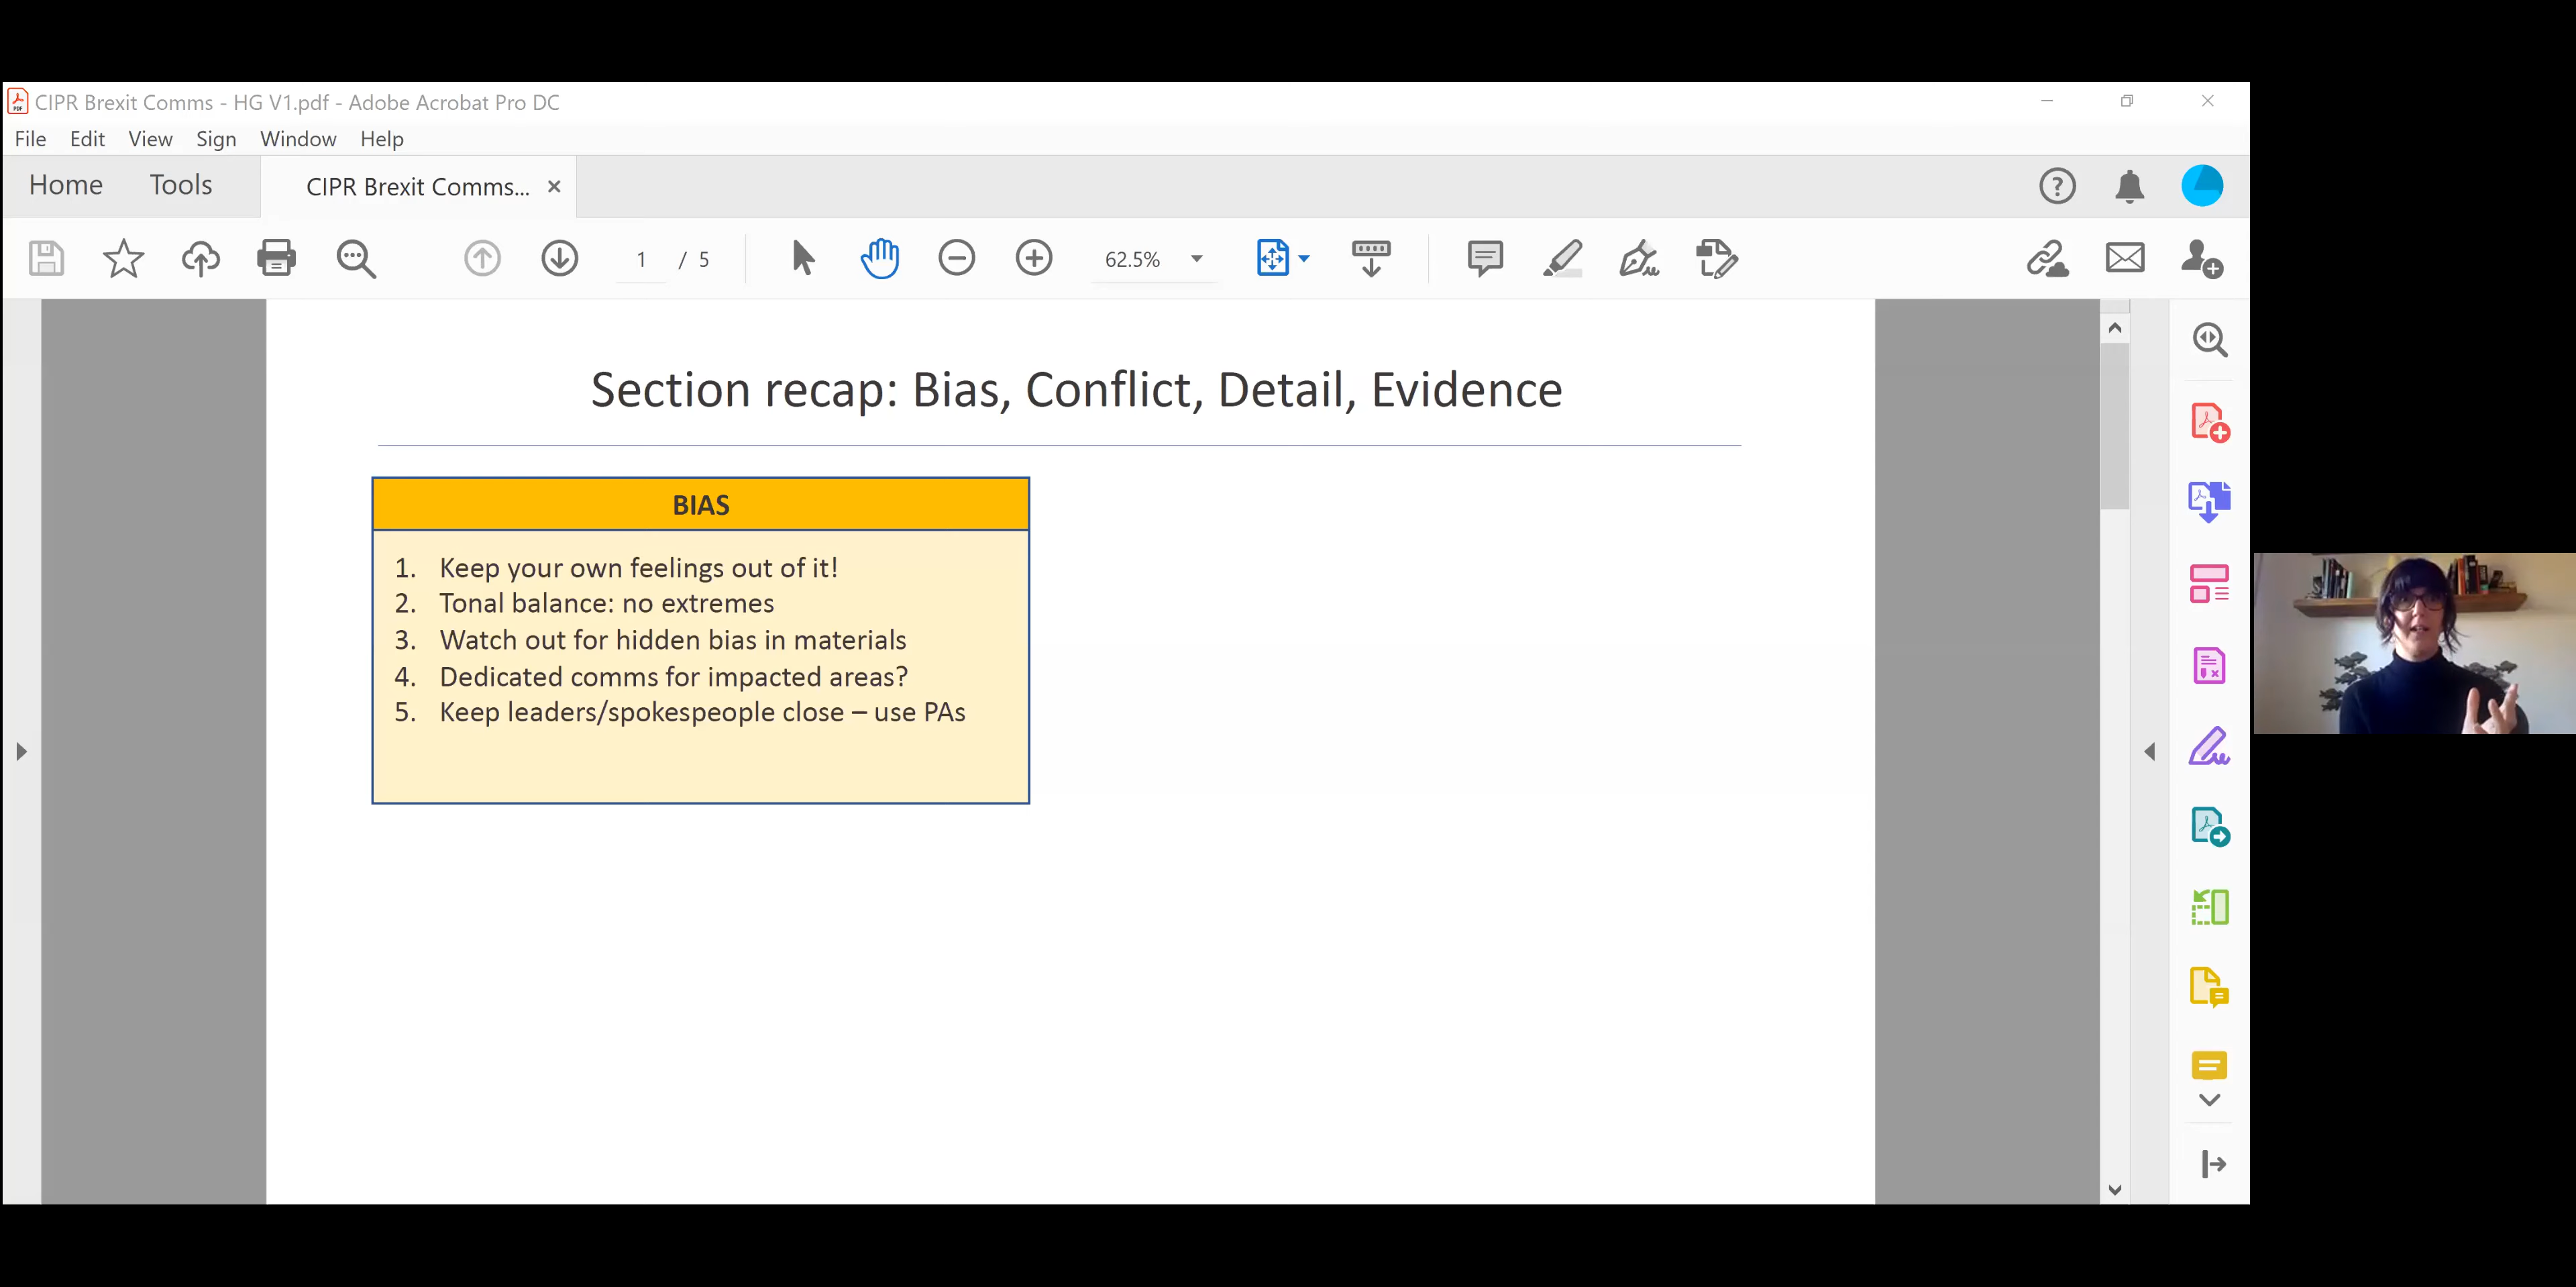 CIPR Brexit Comms - HG V1.pdf - Adobe Acrobat Pro DC
File Edit View Sign Window Help
Home Tools CIPR Brexit Comms...
1 / 5 62.5%
Section recap: Bias, Conflict, Detail, Evidence
BIAS
1. Keep your own feelings out of it!
2. Tonal balance: no extremes
3. Watch out for hidden bias in materials
4. Dedicated comms for impacted areas?
5. Keep leaders/spokespeople close – use PAs